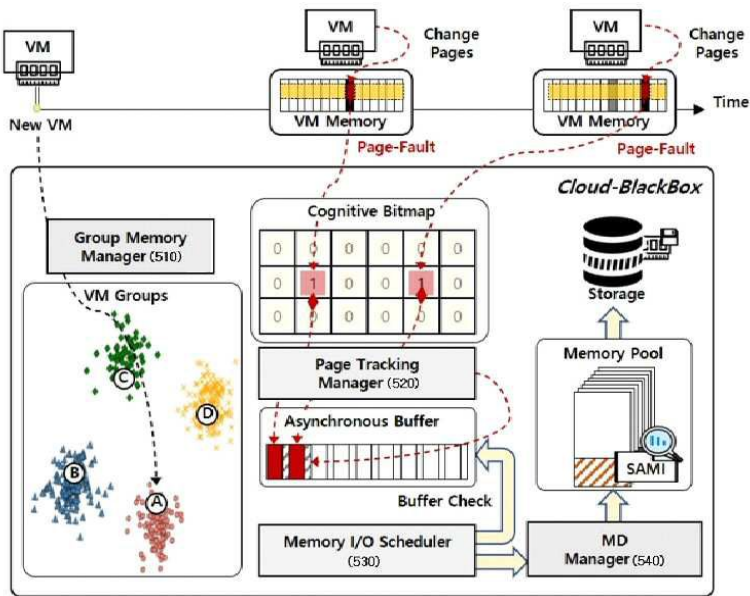 VM
New VM
VM
Change
Pages
VM Memory
Page-Fault
VM
Change
Pages
VM Memory
Page-Fault
Time
Cloud-BlackBox
Group Memory
Manager (510)
VM Groups
C
D
B
A
Cognitive Bitmap
0 0 0 0 0 0
0 1 0 0 1 0
0 0 0 0 0 0
Page Tracking
Manager (520)
Asynchronous Buffer
Buffer Check
Memory I/O Scheduler
(530)
Storage
Memory Pool
SAMI
MD
Manager (540)